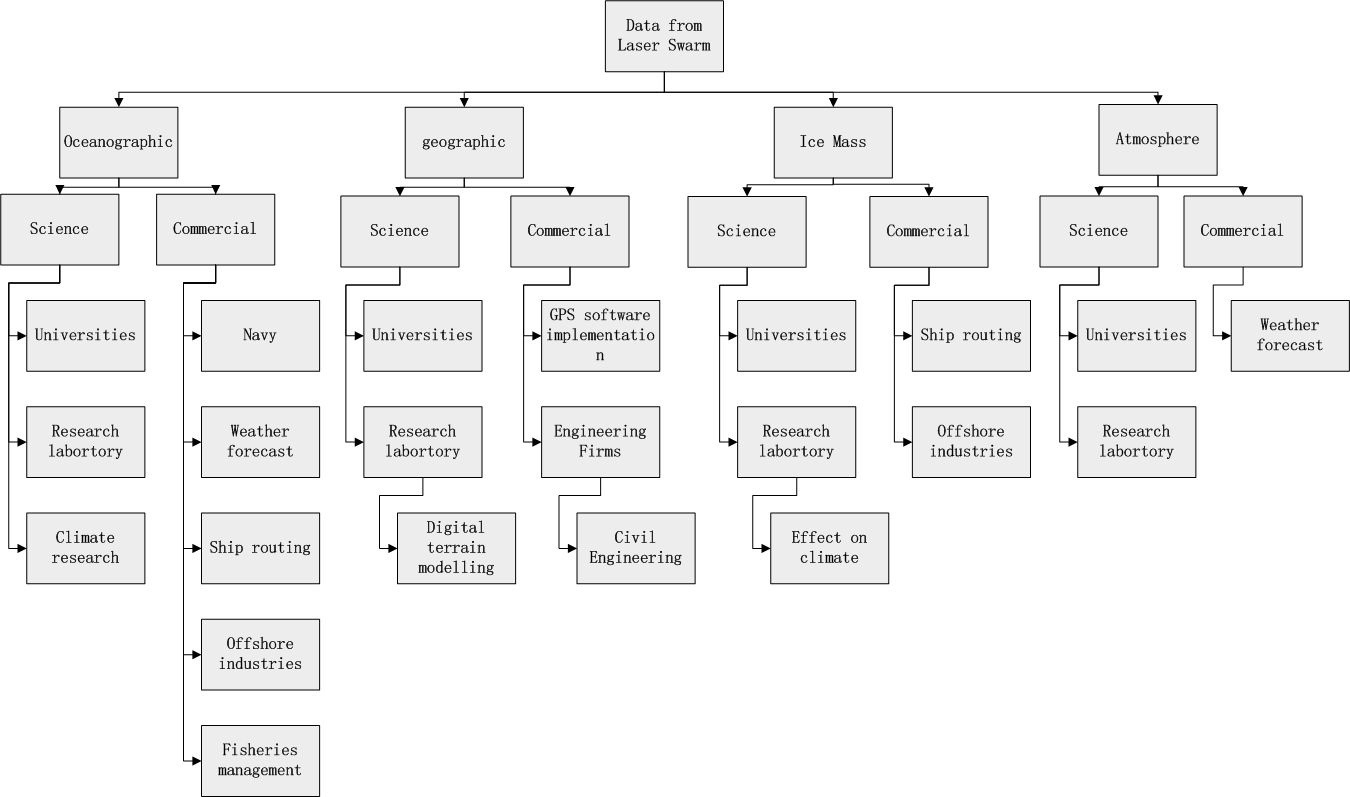 Data from
Laser Swarm
Oceanographic
geographic
Ice Mass
Atmosphere
Science
Commercial
Science
Commercial
Science
Commercial
Science
Commercial
Universities
Navy
Universities
GPS software
implementatio
n
Universities
Ship routing
Universities
Weather
forecast
Research
labortory
Weather
forecast
Research
labortory
Engineering
Firms
Research
labortory
Offshore
industries
Research
labortory
Climate
research
Ship routing
Digital
terrain
modelling
Civil
Engineering
Effect on
climate
Offshore
industries
Fisheries
management